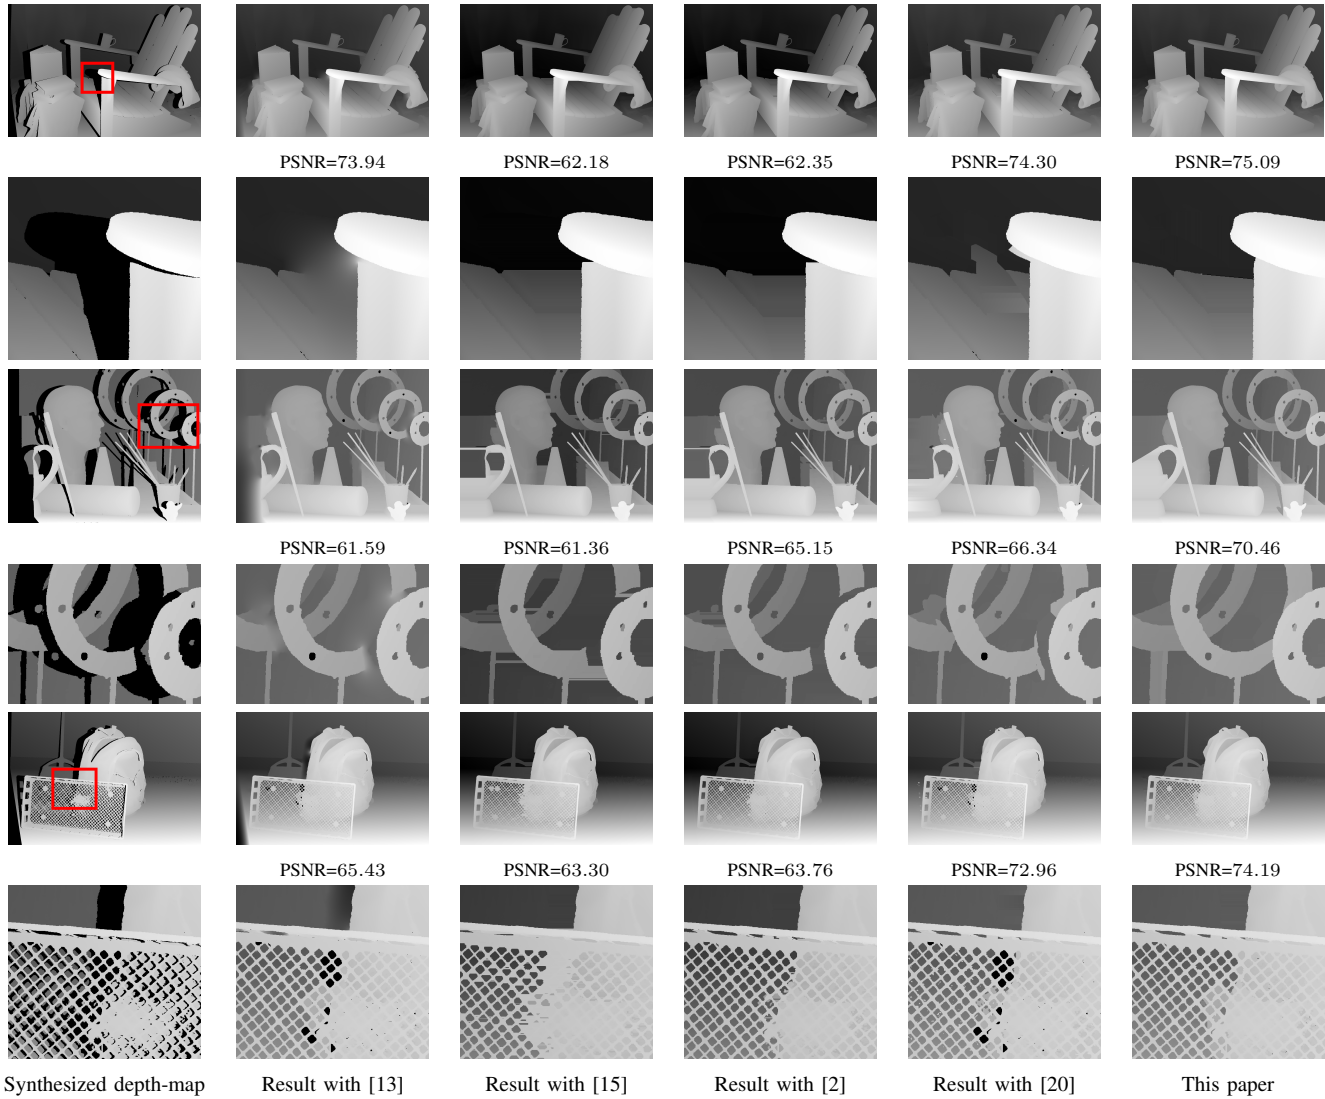 PSNR=73.94 PSNR=62.18 PSNR=62.35 PSNR=74.30 PSNR=75.09
PSNR=61.59 PSNR=61.36 PSNR=65.15 PSNR=66.34 PSNR=70.46
PSNR=65.43 PSNR=63.30 PSNR=63.76 PSNR=72.96 PSNR=74.19
Synthesized depth-map Result with [13] Result with [15] Result with [2] Result with [20] This paper